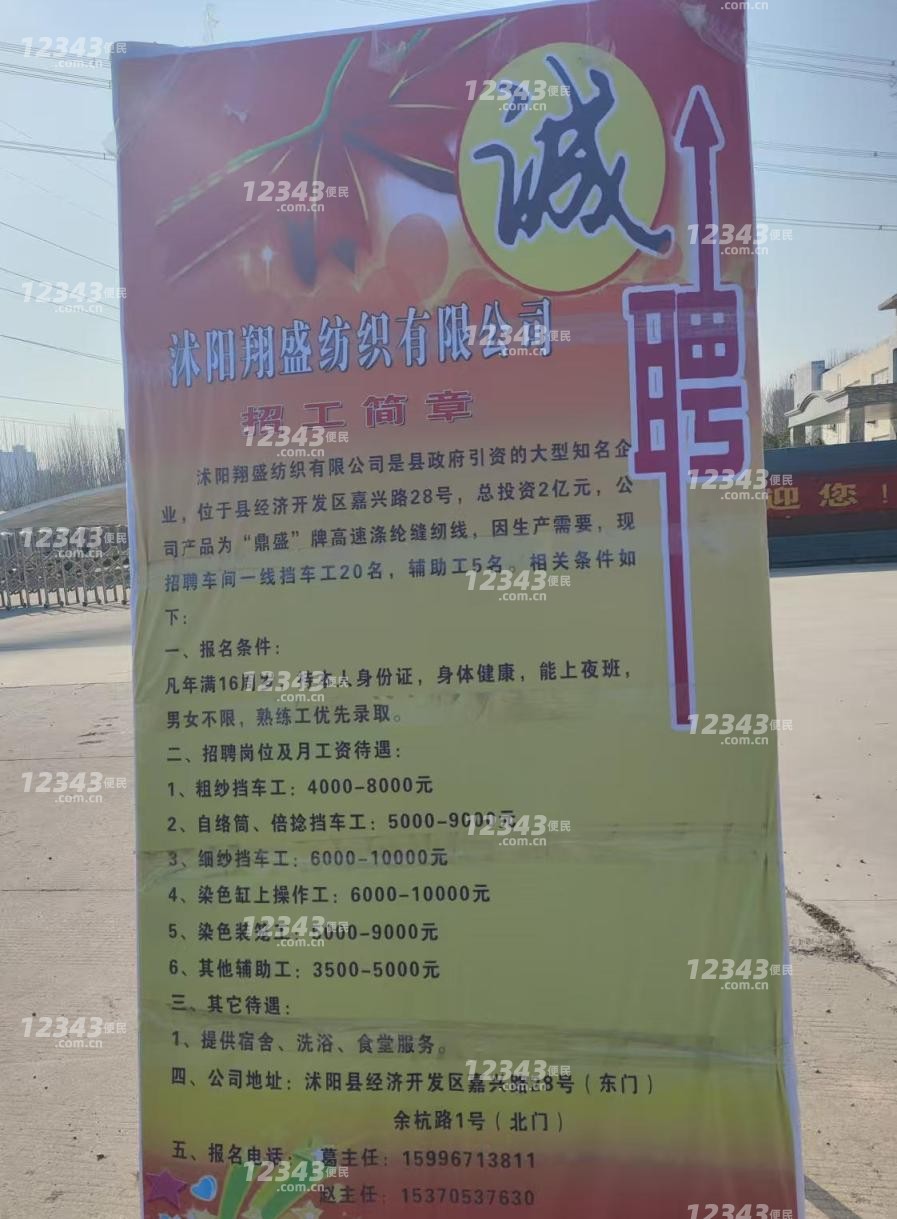 诚聘
沭阳翔盛纺织有限公司
招工简章
沭阳翔盛纺织有限公司是县政府引资的大型知名企
业，位于县经济开发区嘉兴路28号，总投资2亿元，公
司产品为“鼎盛”牌高速涤纶缝纫线，因生产需要，现
招聘车间一线挡车工20名，辅助工5名。相关条件如
下：
一、报名条件：
凡年满16周岁，持本人身份证，身体健康，能上夜班，
男女不限，熟练工优先录取。
二、招聘岗位及月工资待遇：
1、粗纱挡车工：4000-8000元
2、自络筒、倍捻挡车工：5000-9000元
3、细纱挡车工：6000-10000元
4、染色缸上操作工：6000-10000元
5、染色装笼工：5000-9000元
6、其他辅助工：3500-5000元
三、其它待遇：
1、提供宿舍、洗浴、食堂服务。
四、公司地址：沭阳县经济开发区嘉兴路28号（东门）
余杭路1号（北门）
五、报名电话：葛主任：15996713811
赵主任：15370537630
迎您！
12343便民
.com.cn